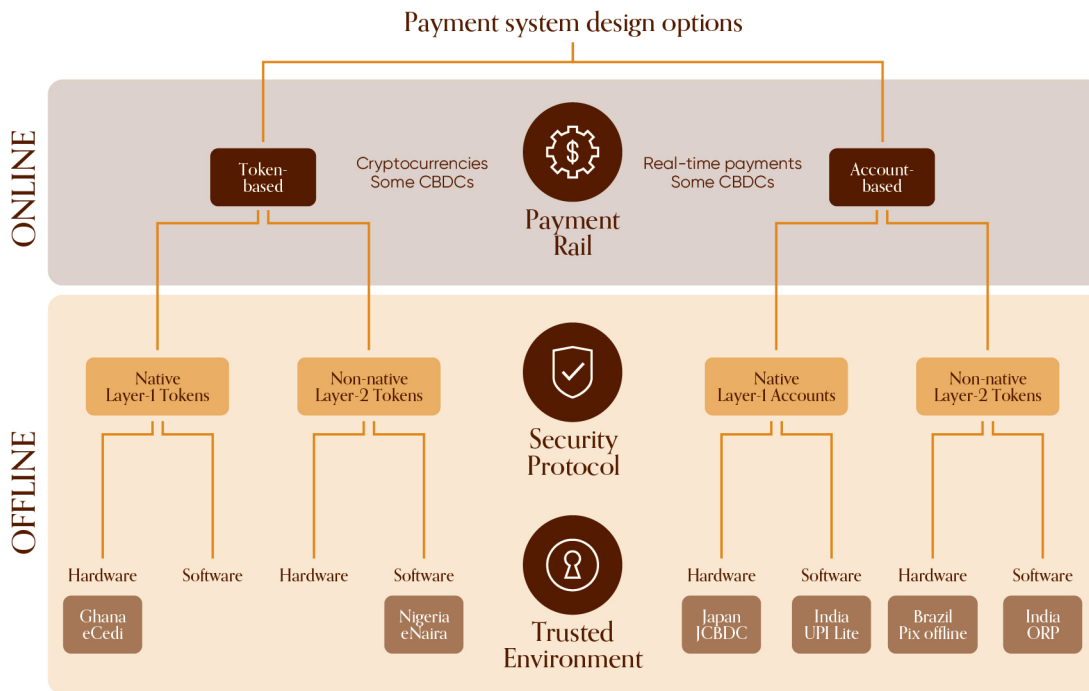 Payment system design options
ONLINE
Token-
based
Cryptocurrencies
Some CBDCs
Payment
Rail
Real-time payments
Some CBDCs
Account-
based
OFFLINE
Native
Layer-1 Tokens
Non-native
Layer-2 Tokens
Security
Protocol
Native
Layer-1 Accounts
Non-native
Layer-2 Tokens
Hardware
Software
Hardware
Software
Hardware
Software
Hardware
Software
Ghana
eCedi
Nigeria
eNaira
Trusted
Environment
Japan
JCBDC
India
UPI Lite
Brazil
Pix offline
India
ORP